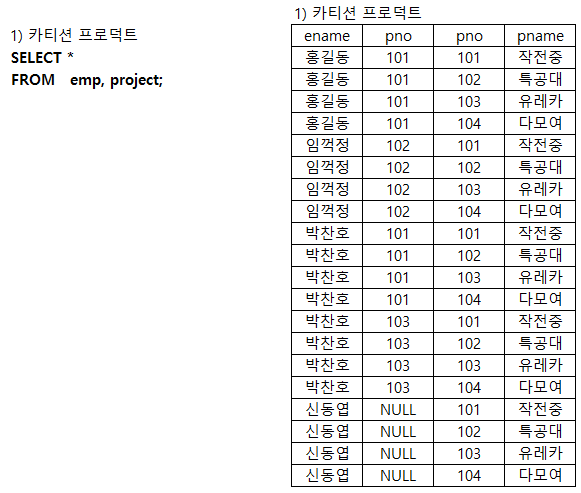 1) 카티션 프로덕트
SELECT *
FROM emp, project;
1) 카티션 프로덕트
ename pno pno pname
홍길동 101 101 작전중
홍길동 101 102 특공대
홍길동 101 103 유레카
홍길동 101 104 다모여
임꺽정 102 101 작전중
임꺽정 102 102 특공대
임꺽정 102 103 유레카
임꺽정 102 104 다모여
박찬호 101 101 작전중
박찬호 101 102 특공대
박찬호 101 103 유레카
박찬호 101 104 다모여
박찬호 103 101 작전중
박찬호 103 102 특공대
박찬호 103 103 유레카
박찬호 103 104 다모여
신동엽 NULL 101 작전중
신동엽 NULL 102 특공대
신동엽 NULL 103 유레카
신동엽 NULL 104 다모여